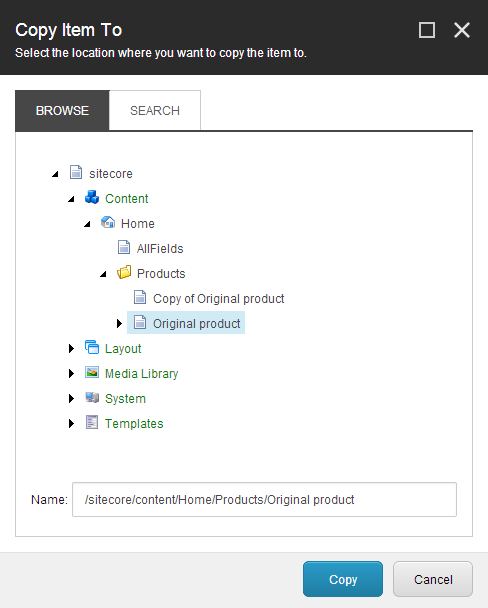 Copy Item To
Select the location where you want to copy the item to.
BROWSE
SEARCH
sitecore
Content
Home
AllFields
Products
Copy of Original product
Original product
Layout
Media Library
System
Templates
Name: /sitecore/content/Home/Products/Original product
Copy
Cancel